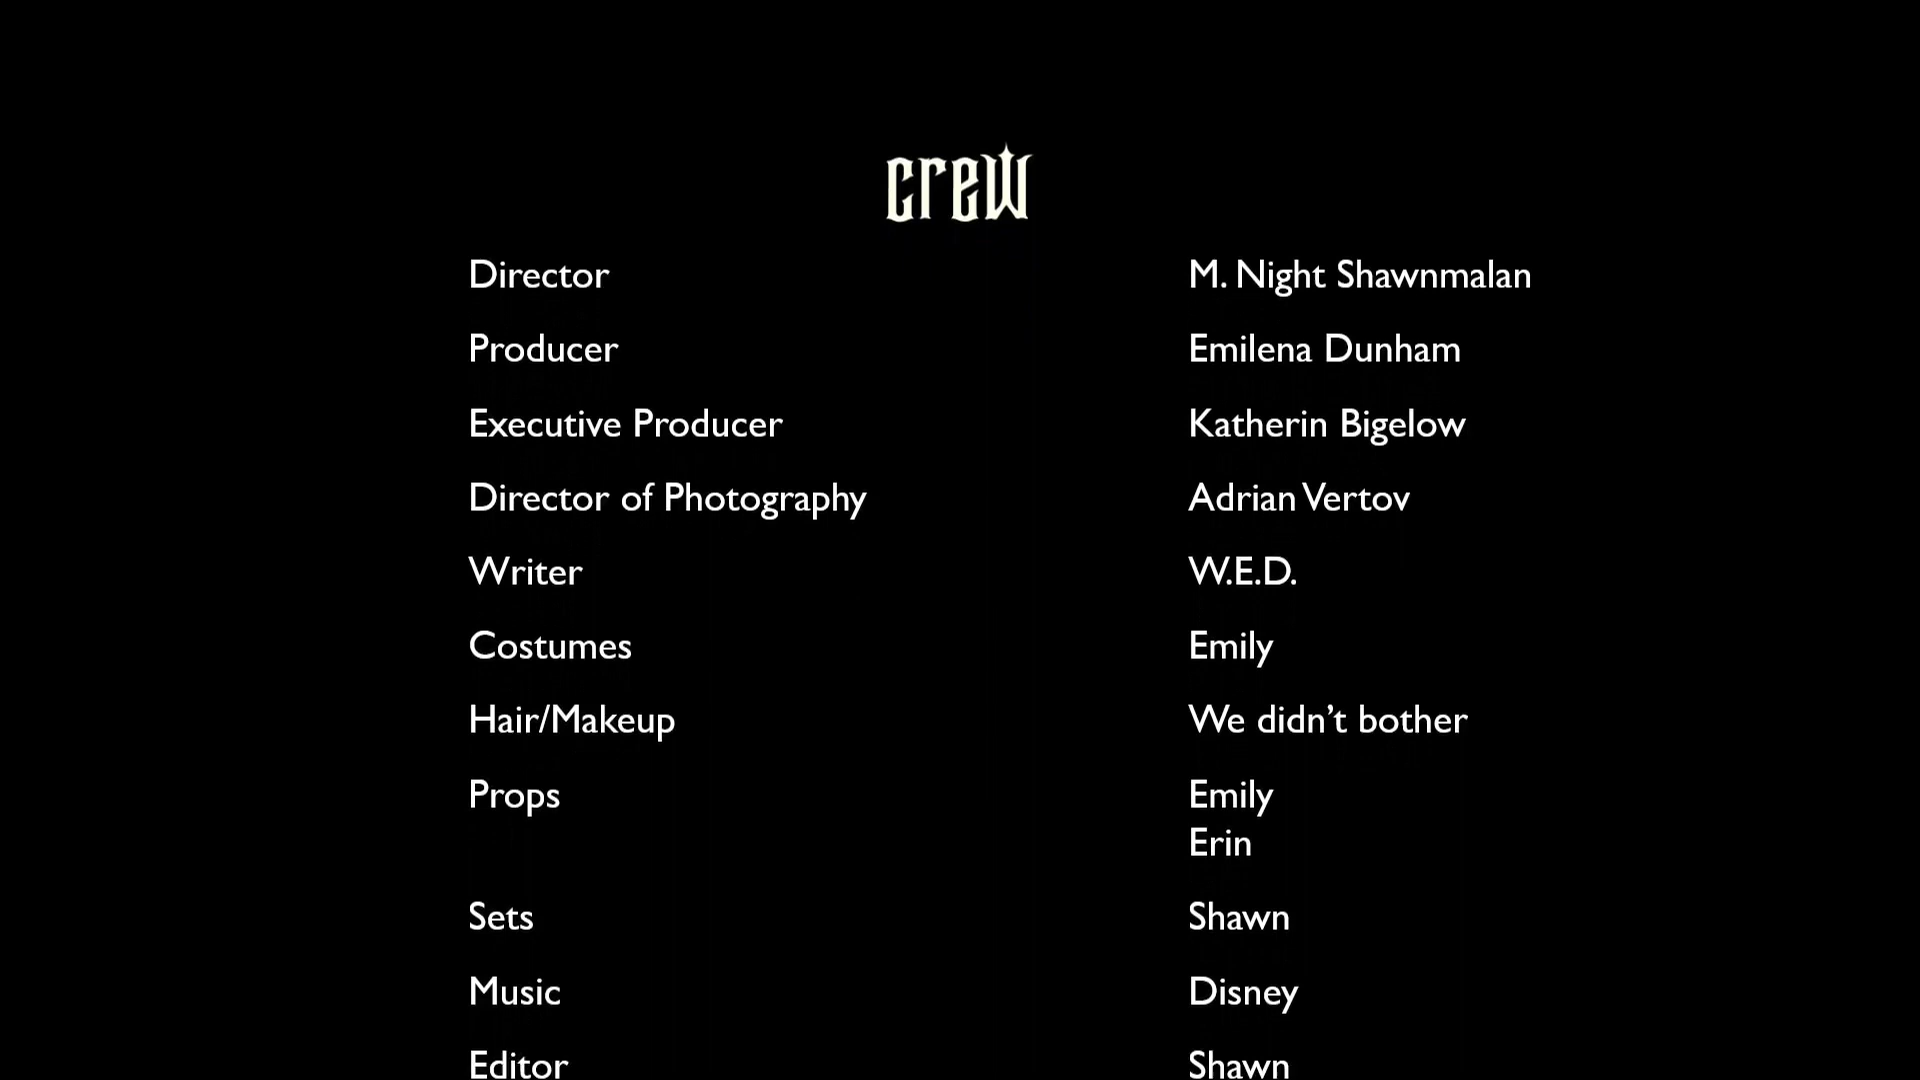 crew
Director M. Night Shawnmalan
Producer Emilena Dunham
Executive Producer Katherin Bigelow
Director of Photography Adrian Vertov
Writer W.E.D.
Costumes Emily
Hair/Makeup We didn’t bother
Props Emily
Erin
Sets Shawn
Music Disney
Editor Shawn